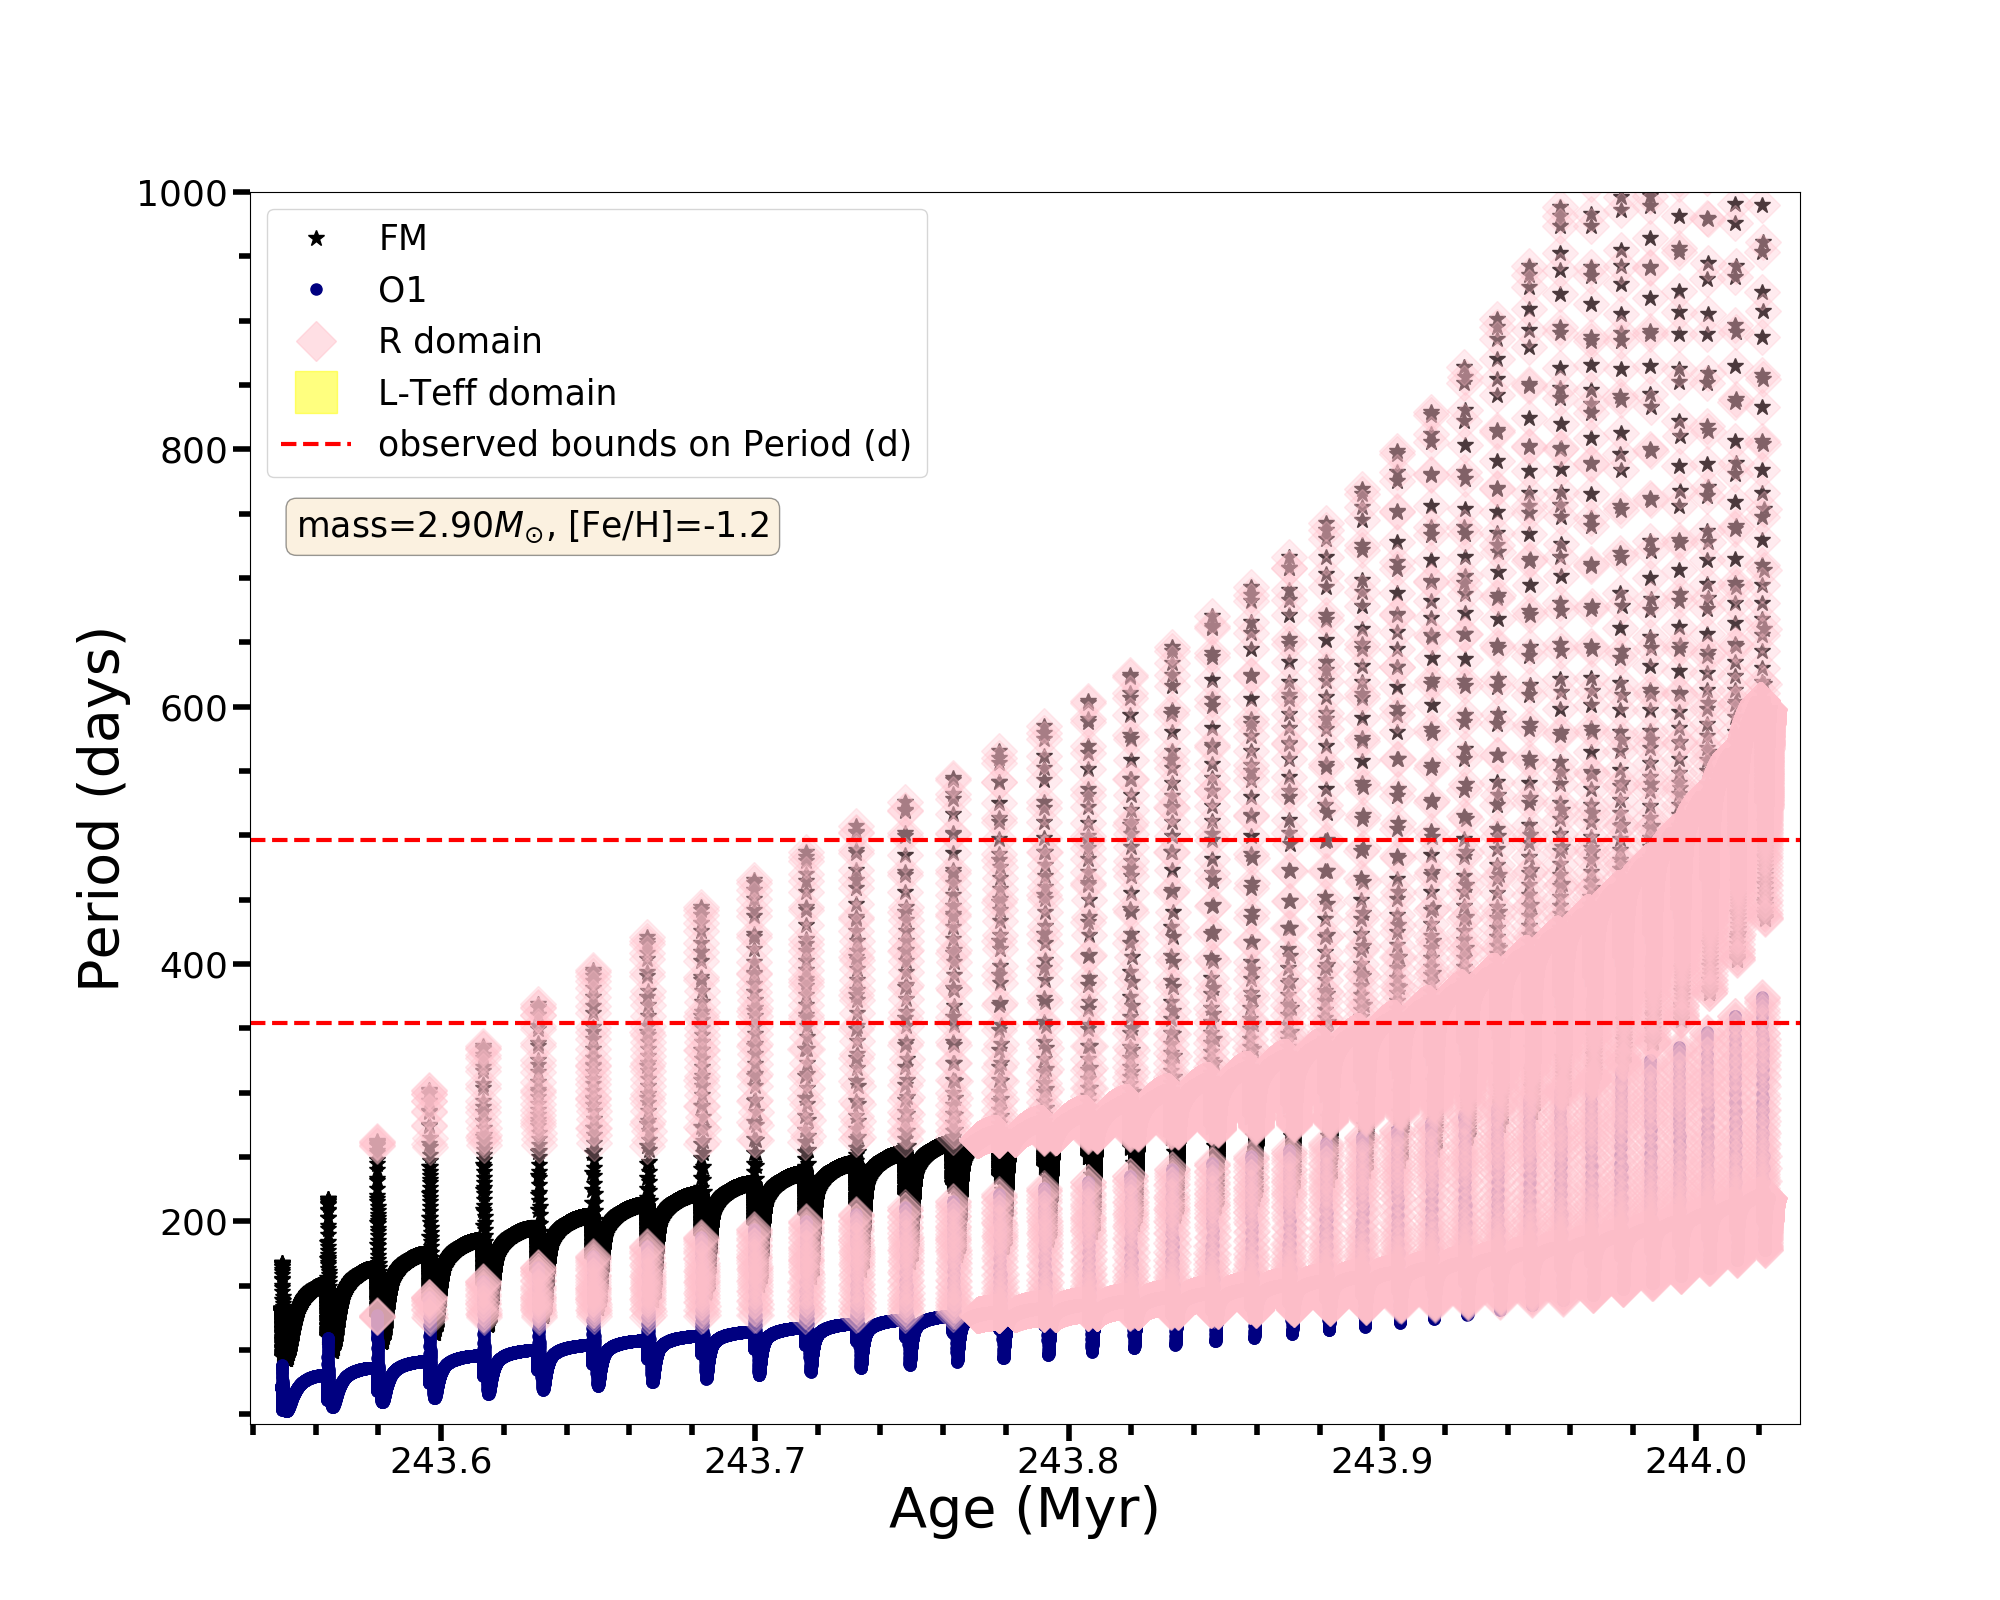 1000
800
600
400
200
Period (days)
FM
O1
R domain
L-Teff domain
observed bounds on Period (d)
mass=2.90M☉, [Fe/H]=-1.2
243.6 243.7 243.8 243.9 244.0
Age (Myr)